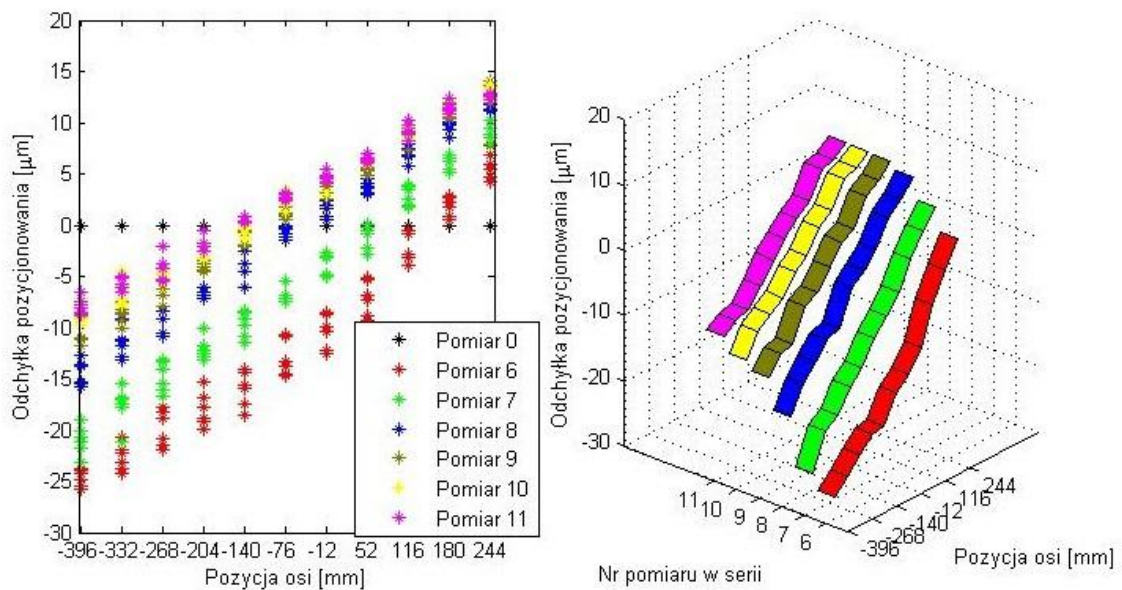 20
15
10
5
0
-5
-10
-15
-20
-25
-30
Odchyłka pozycjonowania [µm]
-396 -332 -268 -204 -140 -76 -12 52 116 180 244
Pozycja osi [mm]
Pomiar 0
Pomiar 6
Pomiar 7
Pomiar 8
Pomiar 9
Pomiar 10
Pomiar 11
20
10
0
-10
-20
-30
Odchyłka pozycjonowania [µm]
11 10 9 8 7 6
Nr pomiaru w serii
-396 -268 -140 -12 116 244
Pozycja osi [mm]